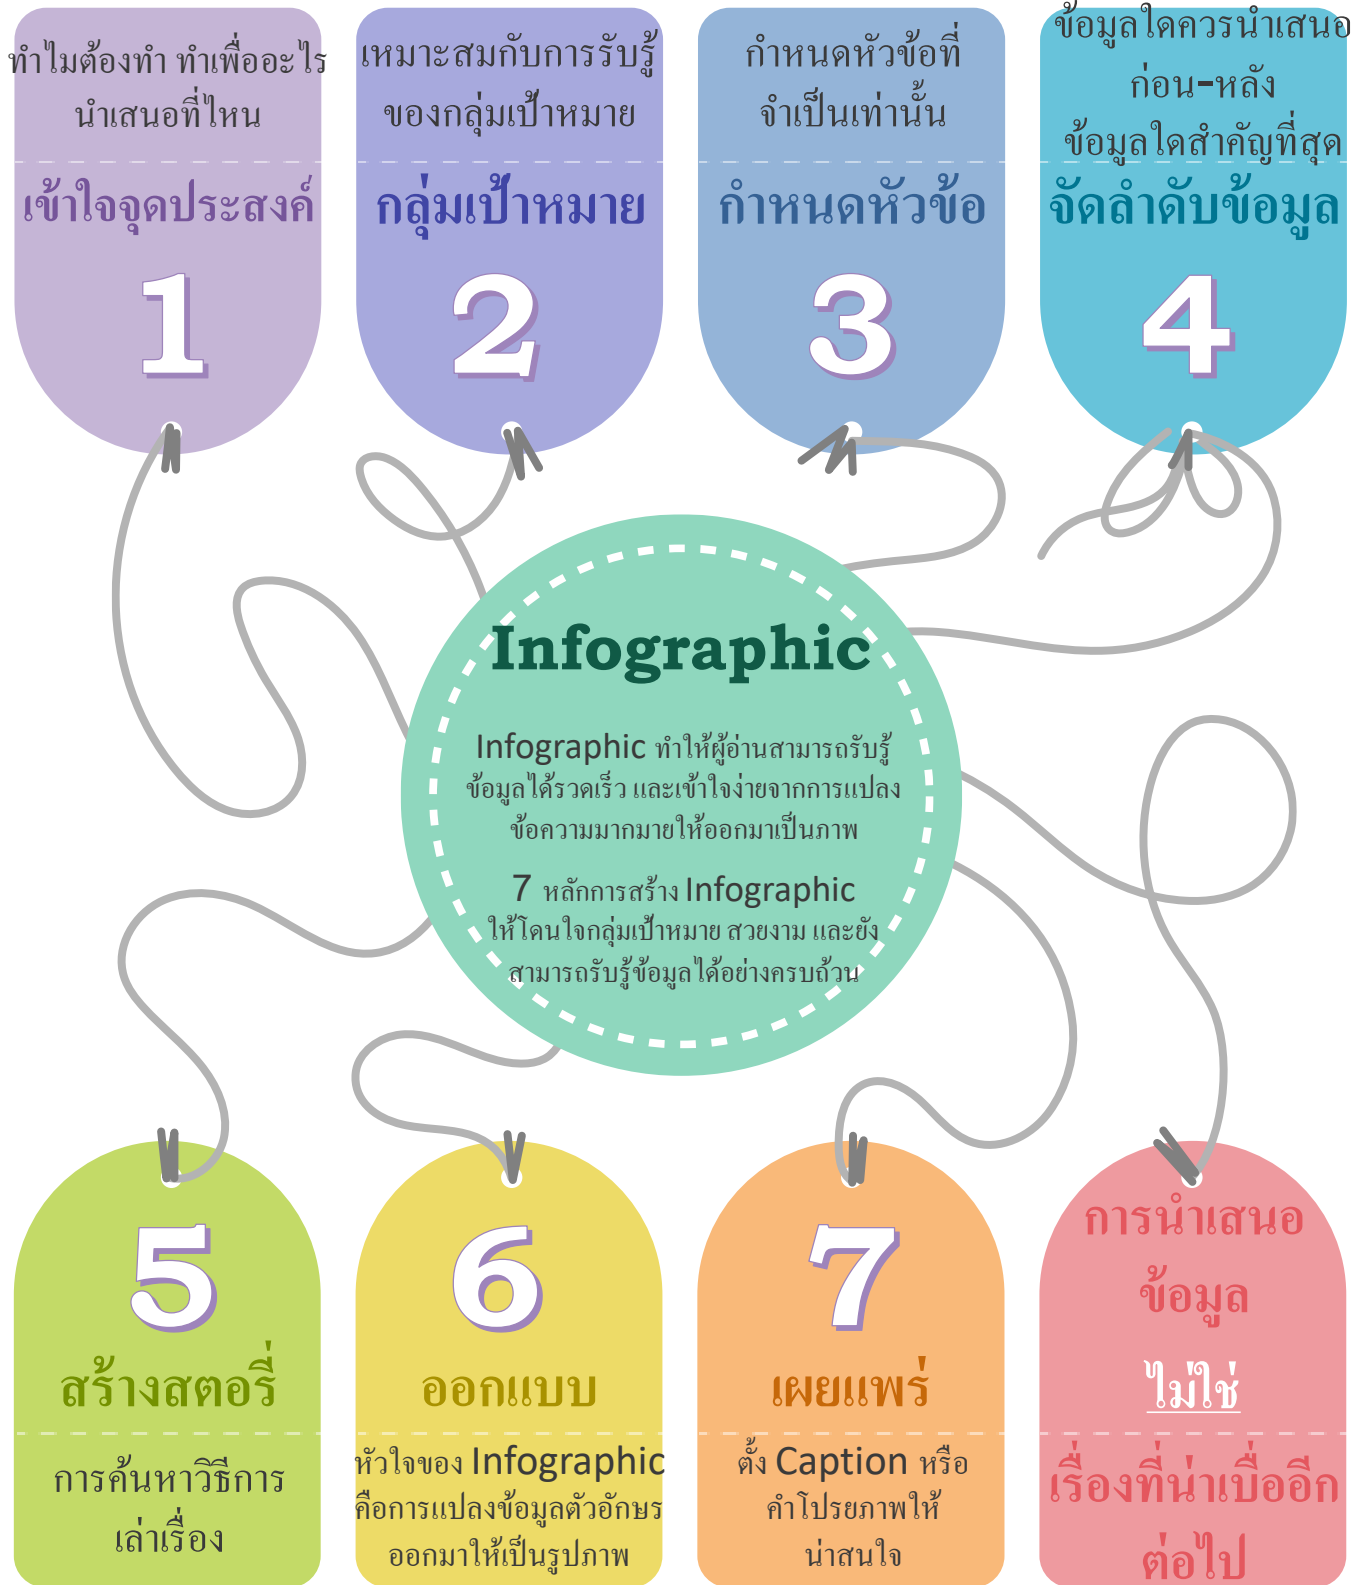 ทำไมต้องทำ ทำเพื่ออะไร
นำเสนอที่ไหน
เข้าใจจุดประสงค์
1
เหมาะสมกับการรับรู้
ของกลุ่มเป้าหมาย
กลุ่มเป้าหมาย
2
กำหนดหัวข้อที่
จำเป็นเท่านั้น
กำหนดหัวข้อ
3
ข้อมูลใดควรนำเสนอ
ก่อน-หลัง
ข้อมูลใดสำคัญที่สุด
จัดลำดับข้อมูล
4
Infographic
Infographic ทำให้ผู้อ่านสามารถรับรู้
ข้อมูลได้รวดเร็ว และเข้าใจง่ายจากการแปลง
ข้อความมากมายให้ออกมาเป็นภาพ
7 หลักการสร้าง Infographic
ให้โดนใจกลุ่มเป้าหมาย สวยงาม และยัง
สามารถรับรู้ข้อมูลได้อย่างครบถ้วน
5
สร้างสตอรี่
การค้นหาวิธีการ
เล่าเรื่อง
6
ออกแบบ
หัวใจของ Infographic
คือการแปลงข้อมูลตัวอักษร
ออกมาให้เป็นรูปภาพ
7
เผยแพร่
ตั้ง Caption หรือ
คำโปรยภาพให้
น่าสนใจ
การนำเสนอ
ข้อมูล
ไม่ใช่
เรื่องที่น่าเบื่ออีก
ต่อไป